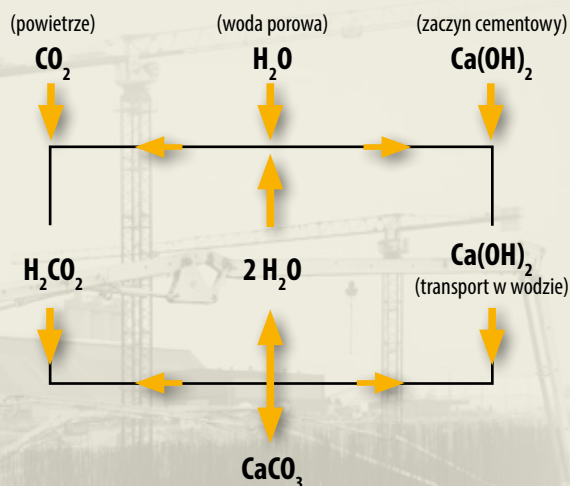 (powietrze) (woda porowa) (zaczyn cementowy)
CO₂ H₂O Ca(OH)₂
H₂CO₂ 2 H₂O Ca(OH)₂
(transport w wodzie)
CaCO₃